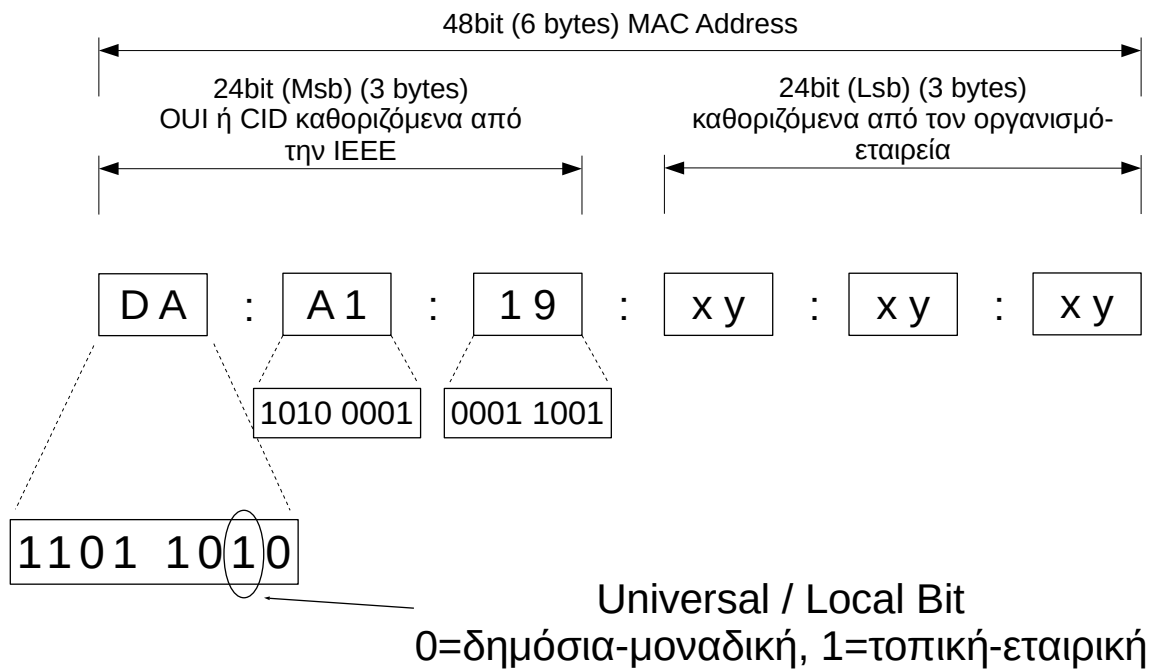 48bit (6 bytes) MAC Address
24bit (Msb) (3 bytes)
OUI ή CID καθοριζόμενα από
την IEEE
24bit (Lsb) (3 bytes)
καθοριζόμενα από τον οργανισμό-
εταιρεία
D A : A 1 : 1 9 : x y : x y : x y
1010 0001 0001 1001
1101 1010
Universal / Local Bit
0=δημόσια-μοναδική, 1=τοπική-εταιρική